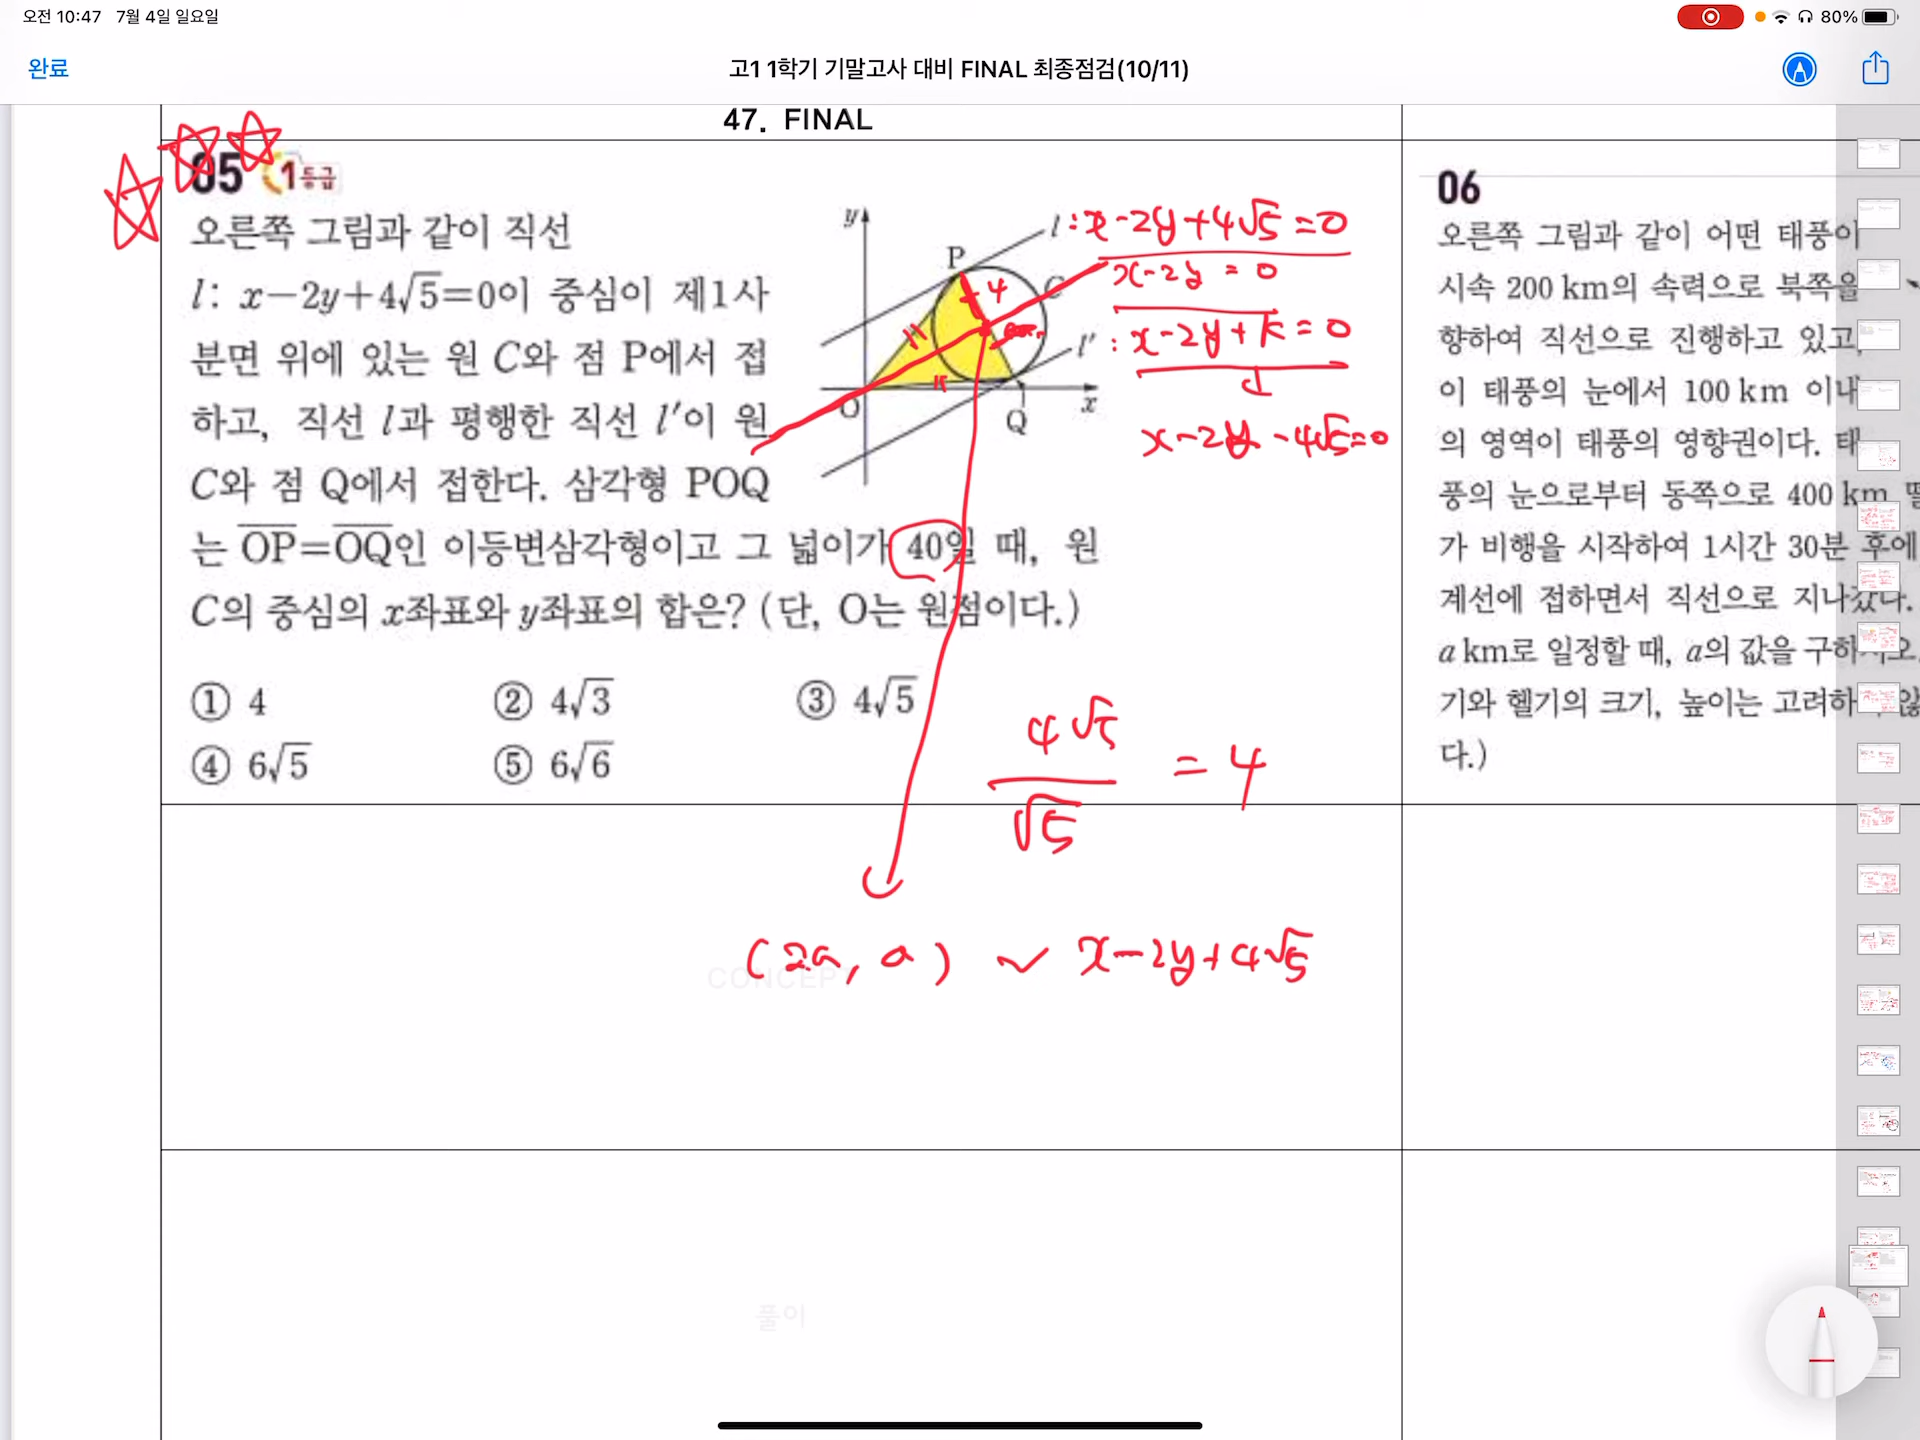 오전 10:47 7월 4일 일요일
80%
완료
고1 1학기 기말고사 대비 FINAL 최종점검(10/11)
47. FINAL
05 1등급
오른쪽 그림과 같이 직선
l: x-2y+4√5=0이 중심이 제1사
분면 위에 있는 원 C와 점 P에서 접
하고, 직선 l과 평행한 직선 l′이 원
C와 점 Q에서 접한다. 삼각형 POQ
는 OP=OQ인 이등변삼각형이고 그 넓이가 40일 때, 원
C의 중심의 x좌표와 y좌표의 합은? (단, O는 원점이다.)
① 4 ② 4√3 ③ 4√5
④ 6√5 ⑤ 6√6
y
P
4
C
O
Q
x
l : x-2y+4√5=0
x-2y=0
l′ : x-2y+k=0
x-2y-4√5=0
4√5/√5 = 4
(2a, a) ~ x-2y+4√5
CONCEP
풀이
06
오른쪽 그림과 같이 어떤 태풍이
시속 200 km의 속력으로 북쪽을
향하여 직선으로 진행하고 있고,
이 태풍의 눈에서 100 km 이내
의 영역이 태풍의 영향권이다. 태
풍의 눈으로부터 동쪽으로 400 km
가 비행을 시작하여 1시간 30분 후에
계선에 접하면서 직선으로 지나갔다.
a km로 일정할 때, a의 값을 구하시오.
기와 헬기의 크기, 높이는 고려하지 않
다.)